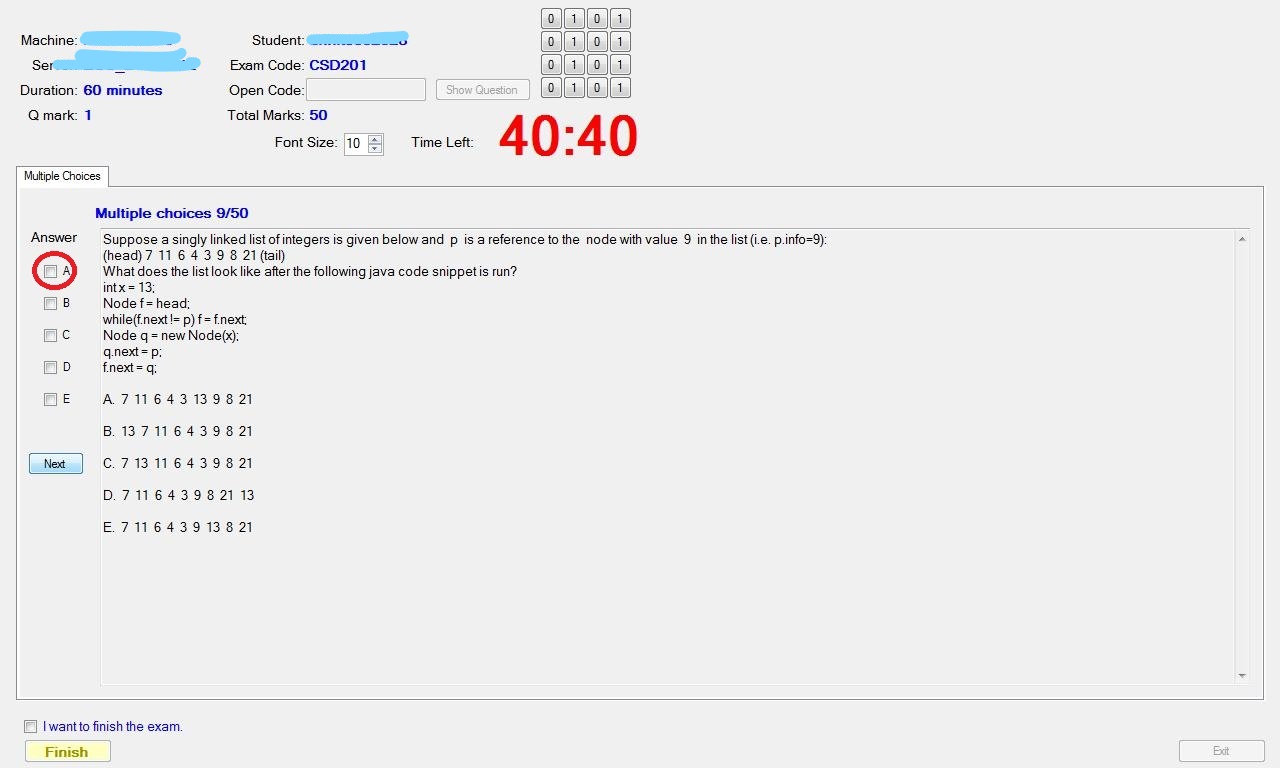 0 1 0 1
Machine: Student:
0 1 0 1
Exam Code: CSD201
0 1 0 1
Duration: 60 minutes Open Code: Show Question
0 1 0 1
Q mark: 1 Total Marks: 50
Font Size: 10 Time Left: 40:40
Multiple Choices
Multiple choices 9/50
Answer
A
B
C
D
E
Next
Suppose a singly linked list of integers is given below and p is a reference to the node with value 9 in the list (i.e. p.info=9):
(head) 7 11 6 4 3 9 8 21 (tail)
What does the list look like after the following java code snippet is run?
int x = 13;
Node f = head;
while(f.next != p) f = f.next;
Node q = new Node(x);
q.next = p;
f.next = q;
A. 7 11 6 4 3 13 9 8 21
B. 13 7 11 6 4 3 9 8 21
C. 7 13 11 6 4 3 9 8 21
D. 7 11 6 4 3 9 8 21 13
E. 7 11 6 4 3 9 13 8 21
I want to finish the exam.
Finish
Exit